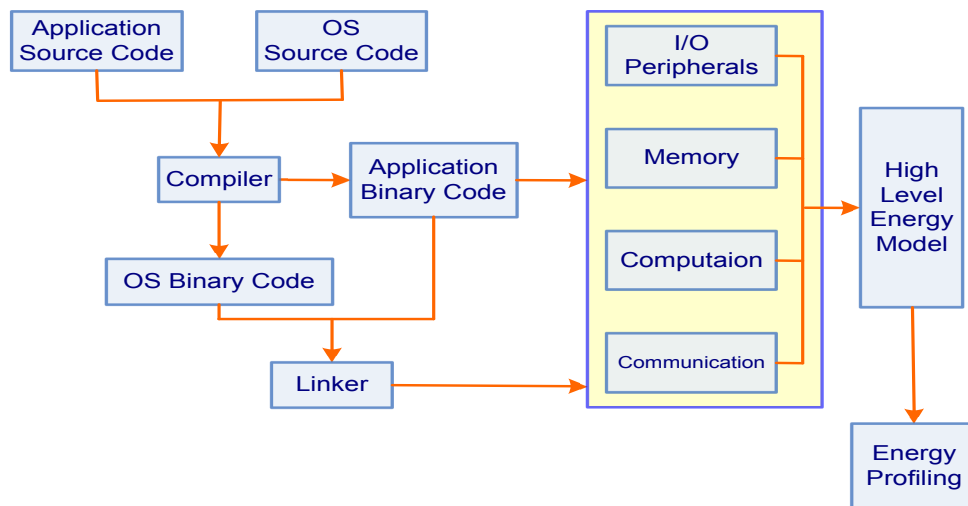 Application
Source Code
OS
Source Code
I/O
Peripherals
Compiler
Application
Binary Code
Memory
High
Level
Energy
Model
OS Binary Code
Computaion
Linker
Communication
Energy
Profiling